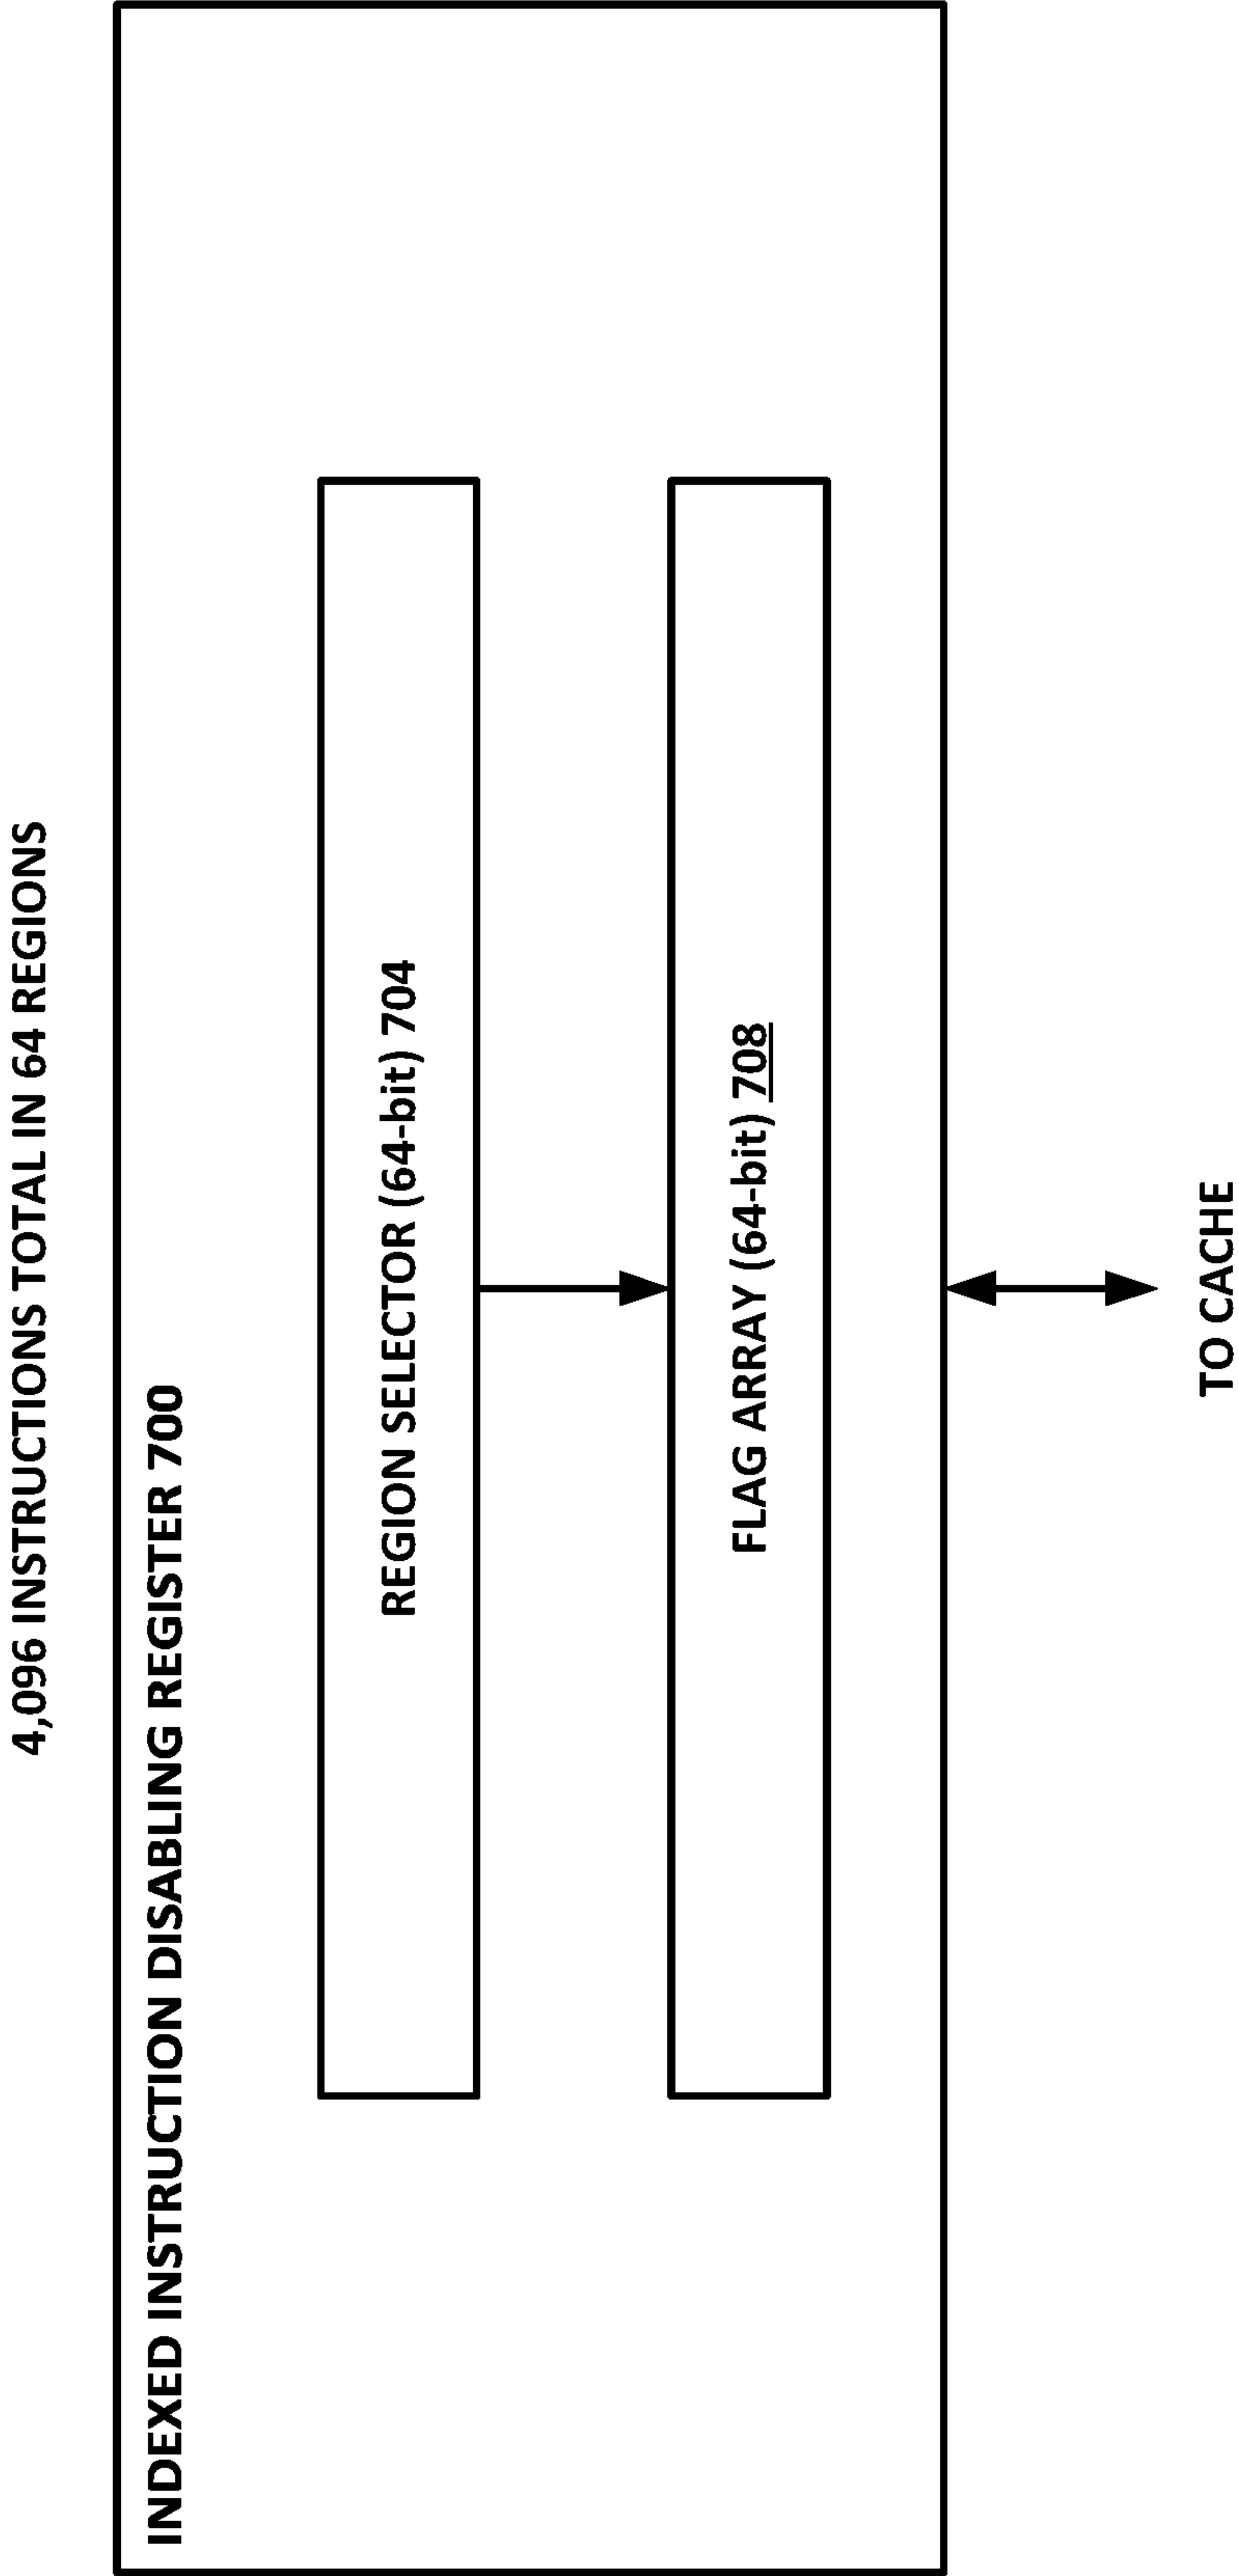 4,096 INSTRUCTIONS TOTAL IN 64 REGIONS
INDEXED INSTRUCTION DISABLING REGISTER 700
REGION SELECTOR (64-bit) 704
FLAG ARRAY (64-bit) 708
TO CACHE